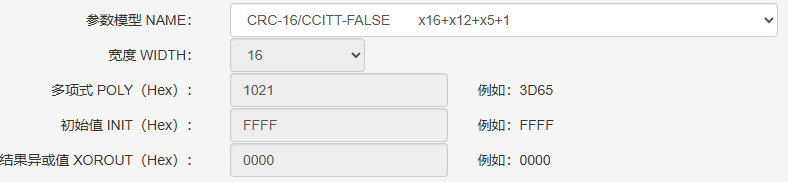 参数模型 NAME： CRC-16/CCITT-FALSE x16+x12+x5+1
宽度 WIDTH： 16
多项式 POLY（Hex）： 1021 例如：3D65
初始值 INIT（Hex）： FFFF 例如：FFFF
结果异或值 XOROUT（Hex）： 0000 例如：0000